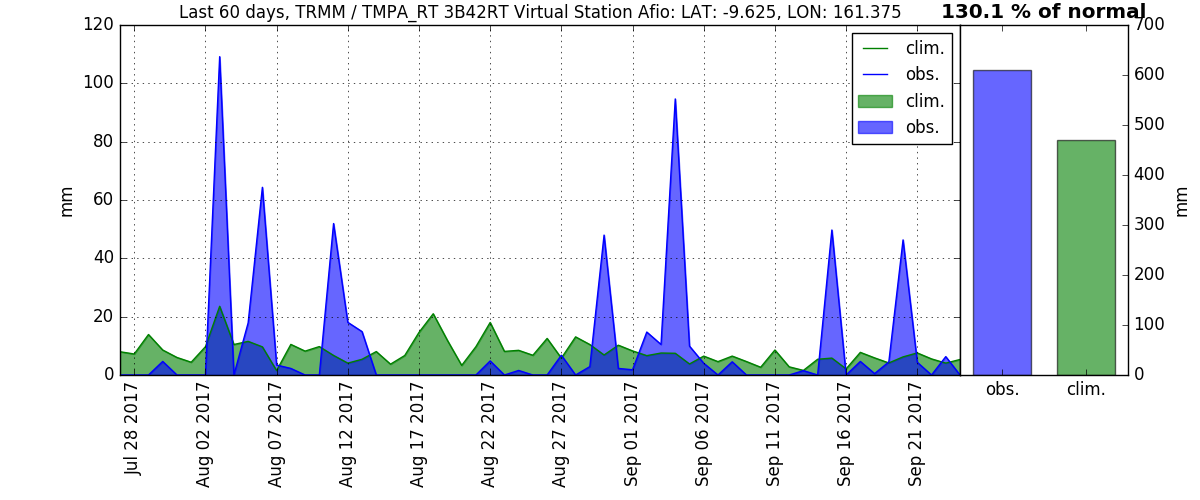 Last 60 days, TRMM / TMPA_RT 3B42RT Virtual Station Afio: LAT: -9.625, LON: 161.375
130.1 % of normal
120
100
80
60
40
20
0
mm
clim.
obs.
clim.
obs.
700
600
500
400
300
200
100
0
mm
Jul 28 2017
Aug 02 2017
Aug 07 2017
Aug 12 2017
Aug 17 2017
Aug 22 2017
Aug 27 2017
Sep 01 2017
Sep 06 2017
Sep 11 2017
Sep 16 2017
Sep 21 2017
obs.
clim.